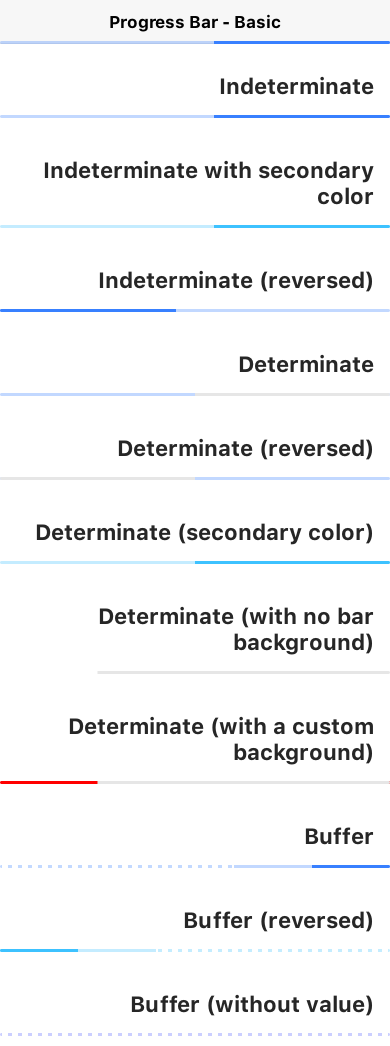 Progress Bar - Basic
Indeterminate
Indeterminate with secondary
color
Indeterminate (reversed)
Determinate
Determinate (reversed)
Determinate (secondary color)
Determinate (with no bar
background)
Determinate (with a custom
background)
Buffer
Buffer (reversed)
Buffer (without value)